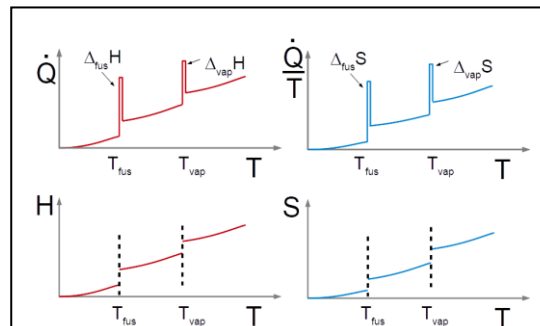 Q̇
Δfus H
Δvap H
Tfus
Tvap
T
Q̇
T
Δfus S
Δvap S
Tfus
Tvap
T
H
Tfus
Tvap
T
S
Tfus
Tvap
T